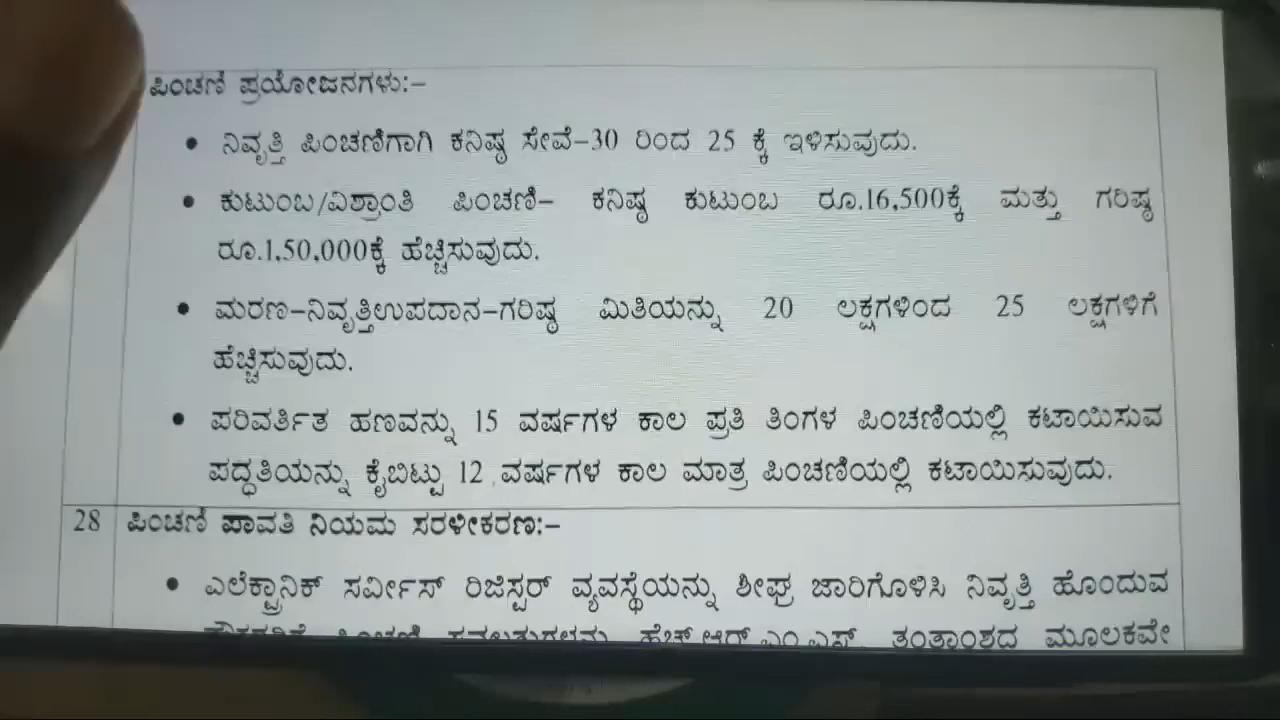 ಪಿಂಚಣಿ ಪ್ರಯೋಜನಗಳು:-
• ನಿವೃತ್ತಿ ಪಿಂಚಣಿಗಾಗಿ ಕನಿಷ್ಠ ಸೇವೆ-30 ರಿಂದ 25 ಕ್ಕೆ ಇಳಿಸುವುದು.
• ಕುಟುಂಬ/ವಿಶ್ರಾಂತಿ ಪಿಂಚಣಿ- ಕನಿಷ್ಠ ಕುಟುಂಬ ರೂ.16,500ಕ್ಕೆ ಮತ್ತು ಗರಿಷ್ಠ
ರೂ.1,50,000ಕ್ಕೆ ಹೆಚ್ಚಿಸುವುದು.
• ಮರಣ-ನಿವೃತ್ತಿಉಪದಾನ-ಗರಿಷ್ಠ ಮಿತಿಯನ್ನು 20 ಲಕ್ಷಗಳಿಂದ 25 ಲಕ್ಷಗಳಿಗೆ
ಹೆಚ್ಚಿಸುವುದು.
• ಪರಿವರ್ತಿತ ಹಣವನ್ನು 15 ವರ್ಷಗಳ ಕಾಲ ಪ್ರತಿ ತಿಂಗಳ ಪಿಂಚಣಿಯಲ್ಲಿ ಕಟಾಯಿಸುವ
ಪದ್ಧತಿಯನ್ನು ಕೈಬಿಟ್ಟು 12 ವರ್ಷಗಳ ಕಾಲ ಮಾತ್ರ ಪಿಂಚಣಿಯಲ್ಲಿ ಕಟಾಯಿಸುವುದು.
28 ಪಿಂಚಣಿ ಪಾವತಿ ನಿಯಮ ಸರಳೀಕರಣ:-
• ಎಲೆಕ್ಟ್ರಾನಿಕ್ ಸರ್ವೀಸ್ ರಿಜಿಸ್ಟರ್ ವ್ಯವಸ್ಥೆಯನ್ನು ಶೀಘ್ರ ಜಾರಿಗೊಳಿಸಿ ನಿವೃತ್ತಿ ಹೊಂದುವ
ಪಿಂಚಣಿ ಹೆಚ್.ಆರ್.ಎಂ.ಎಸ್. ತಂತ್ರಾಂಶದ ಮೂಲಕವೇ